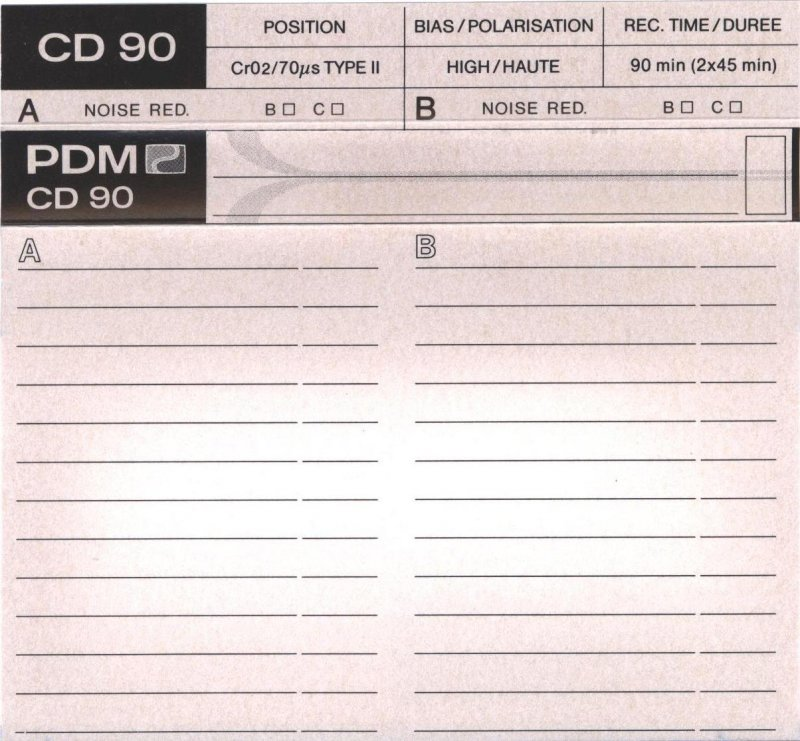 CD 90
POSITION
BIAS/POLARISATION
REC. TIME/DUREE
Cr02/70µs TYPE II
HIGH/HAUTE
90 min (2x45 min)
A NOISE RED. B □ C □
B NOISE RED. B □ C □
PDM
CD 90
A
B